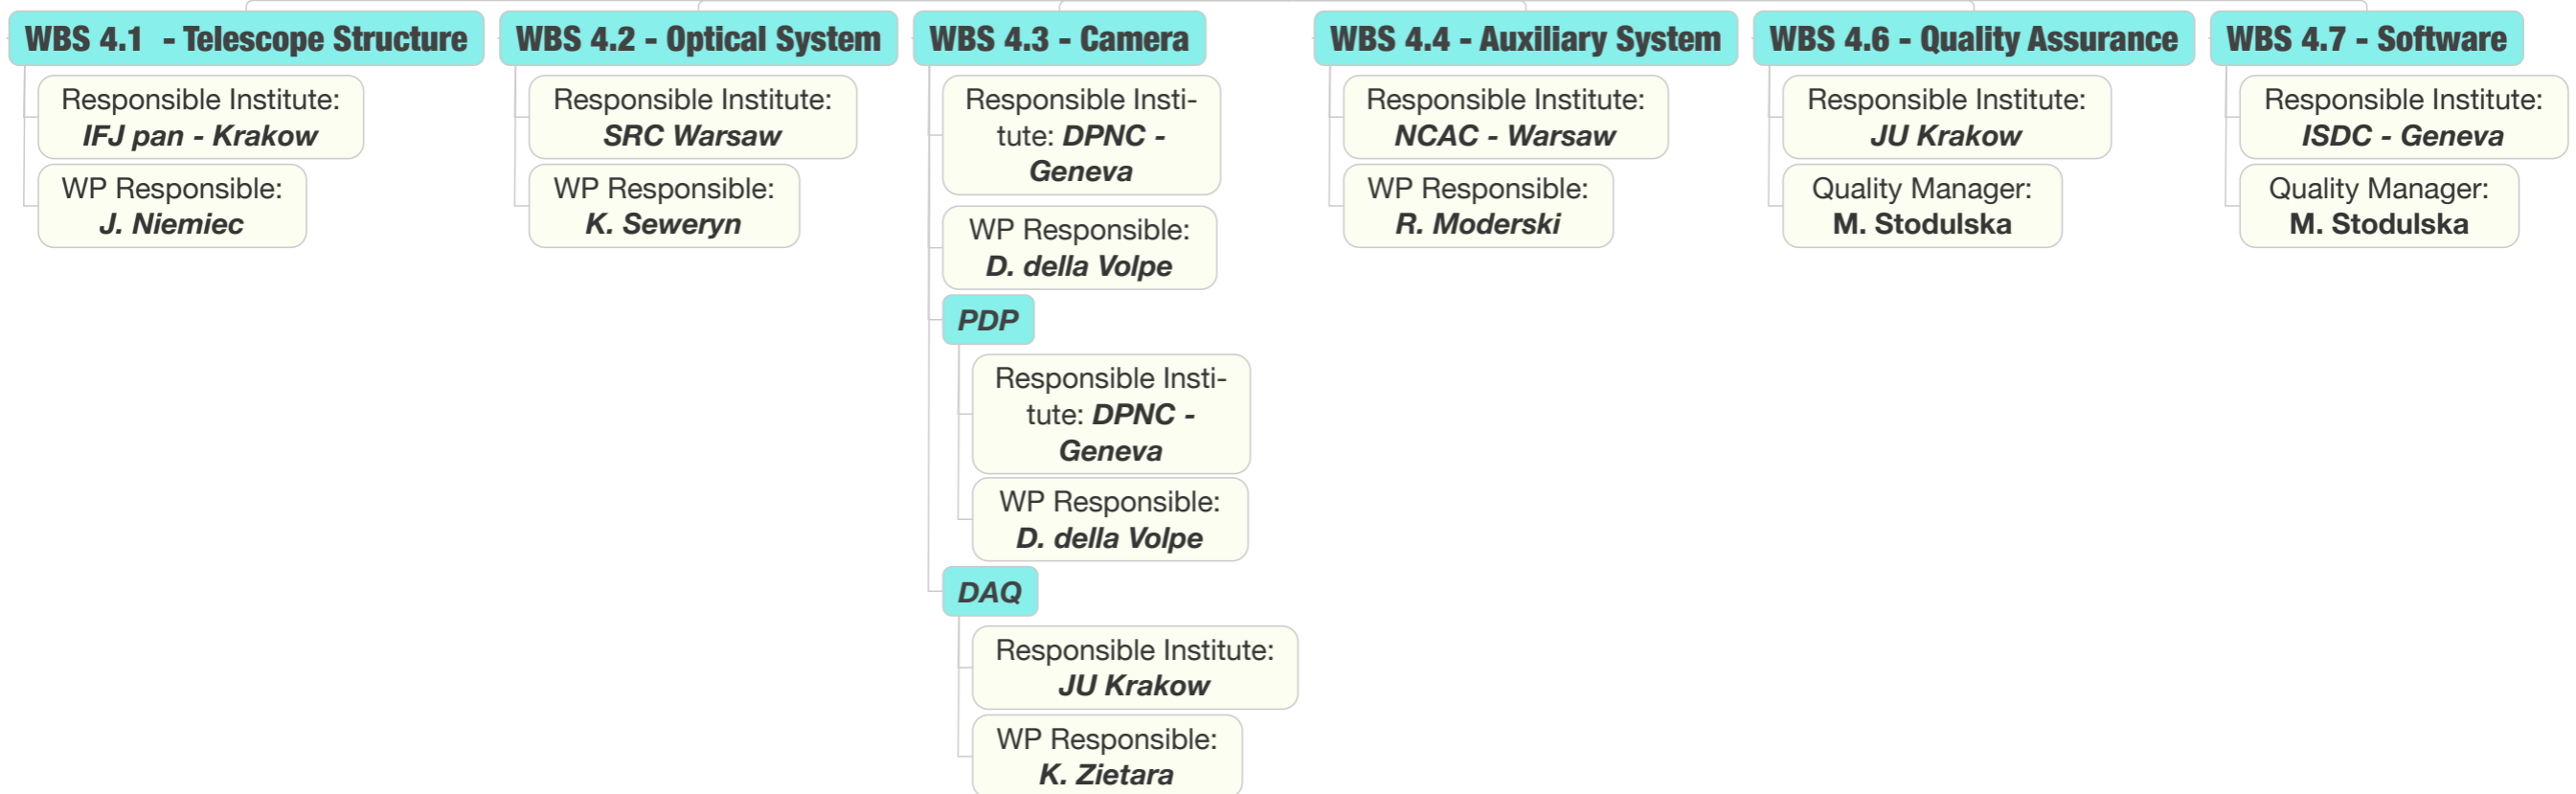 WBS 4.1 - Telescope Structure
Responsible Institute:
IFJ pan - Krakow
WP Responsible:
J. Niemiec
WBS 4.2 - Optical System
Responsible Institute:
SRC Warsaw
WP Responsible:
K. Seweryn
WBS 4.3 - Camera
Responsible Insti-
tute: DPNC -
Geneva
WP Responsible:
D. della Volpe
PDP
Responsible Insti-
tute: DPNC -
Geneva
WP Responsible:
D. della Volpe
DAQ
Responsible Institute:
JU Krakow
WP Responsible:
K. Zietara
WBS 4.4 - Auxiliary System
Responsible Institute:
NCAC - Warsaw
WP Responsible:
R. Moderski
WBS 4.6 - Quality Assurance
Responsible Institute:
JU Krakow
Quality Manager:
M. Stodulska
WBS 4.7 - Software
Responsible Institute:
ISDC - Geneva
Quality Manager:
M. Stodulska